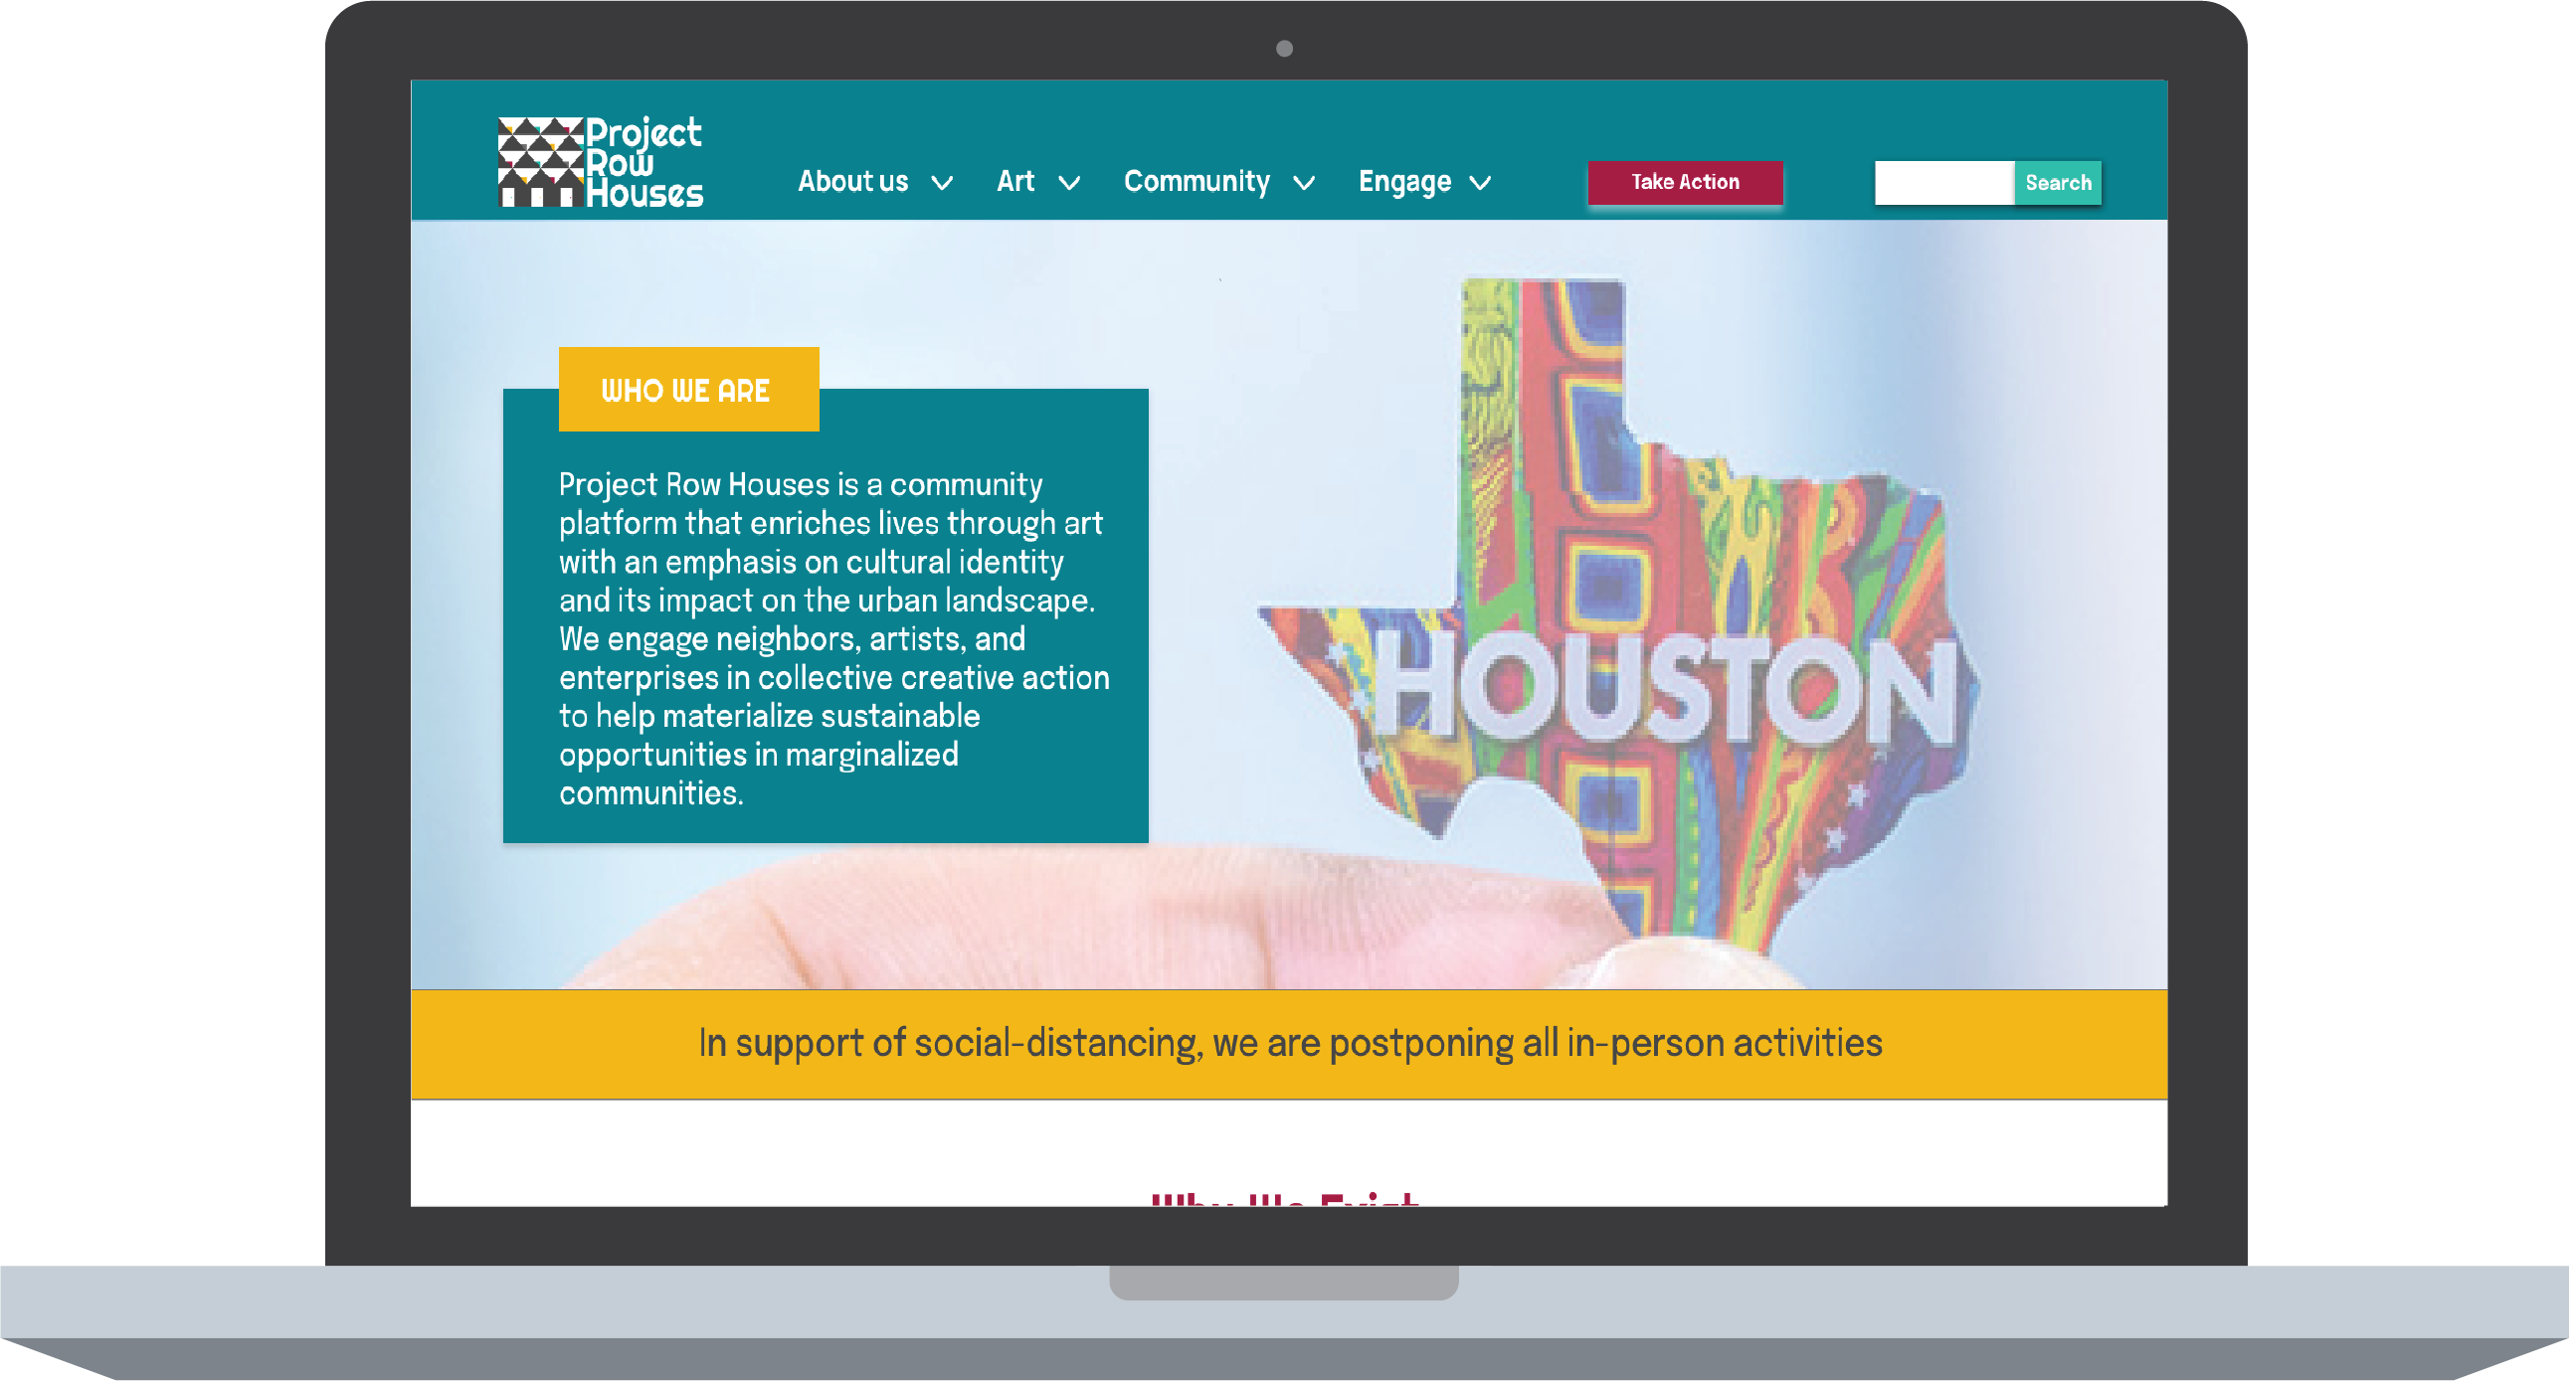 Project
Row
Houses
About us
Art
Community
Engage
Take Action
Search
WHO WE ARE
Project Row Houses is a community
platform that enriches lives through art
with an emphasis on cultural identity
and its impact on the urban landscape.
We engage neighbors, artists, and
enterprises in collective creative action
to help materialize sustainable
opportunities in marginalized
communities.
HOUSTON
In support of social-distancing, we are postponing all in-person activities
Why We Exist